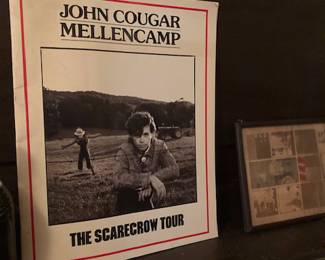 JOHN COUGAR
MELLENCAMP
THE SCARECROW TOUR